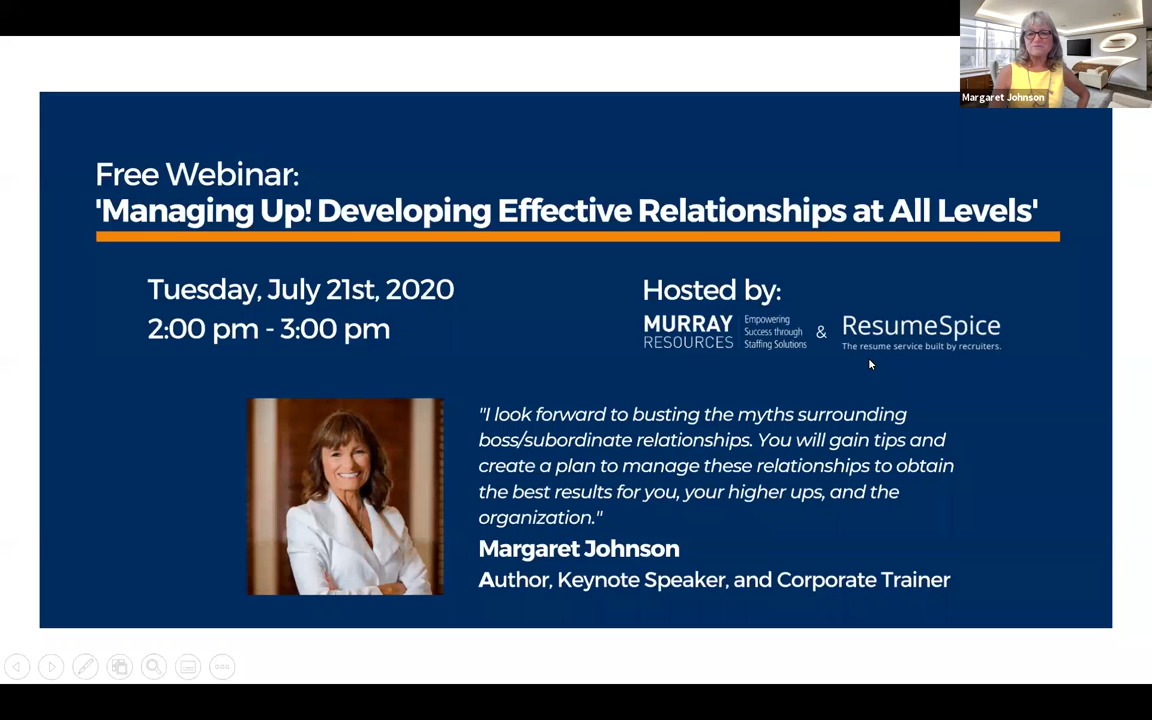 Margaret Johnson
Free Webinar:
'Managing Up! Developing Effective Relationships at All Levels'
Tuesday, July 21st, 2020
2:00 pm - 3:00 pm
Hosted by:
MURRAY
RESOURCES
Empowering
Success through
Staffing Solutions
&
ResumeSpice
The resume service built by recruiters.
"I look forward to busting the myths surrounding
boss/subordinate relationships. You will gain tips and
create a plan to manage these relationships to obtain
the best results for you, your higher ups, and the
organization."
Margaret Johnson
Author, Keynote Speaker, and Corporate Trainer